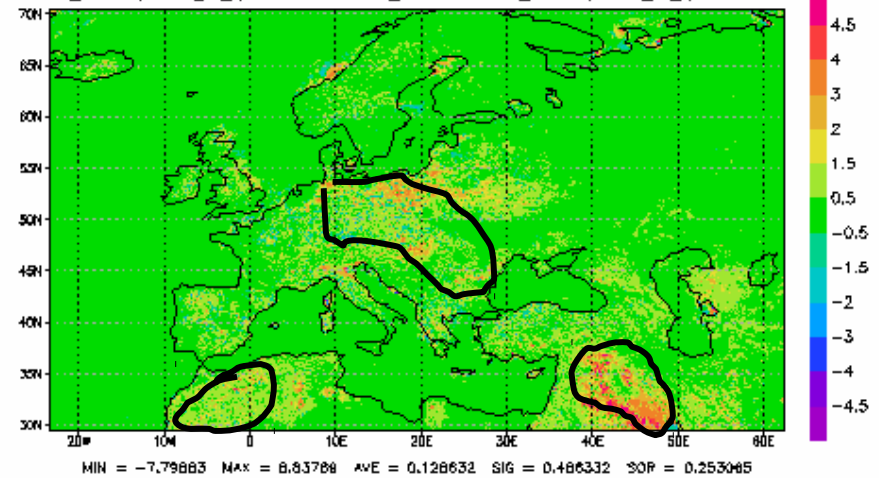 70N
65N
60N
55N
50N
45N
40N
35N
30N
10W 0 10E 20E 30E 40E 50E 60E
4.5
4
3
2
1.5
0.5
−0.5
−1.5
−2
−3
−4
−4.5
MIN = −7.79883 MAX = 8.83768 AVE = 0.128632 SIG = 0.486332 SQR = 0.253065